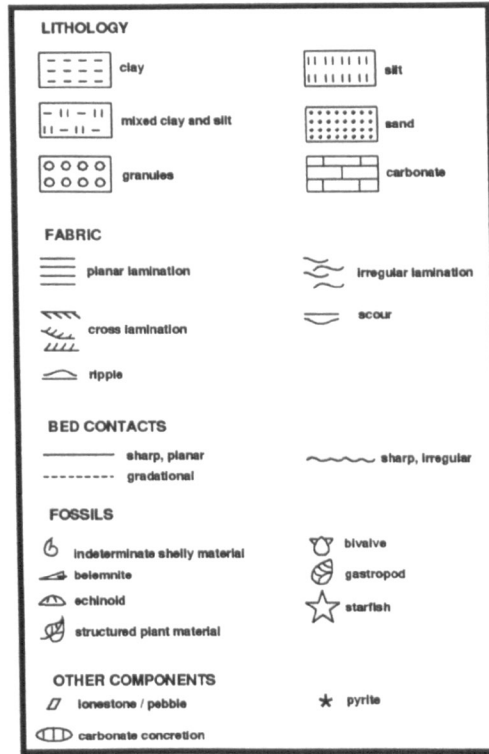 LITHOLOGY
clay
silt
mixed clay and silt
sand
granules
carbonate
FABRIC
planar lamination
irregular lamination
cross lamination
scour
ripple
BED CONTACTS
sharp, planar
sharp, irregular
gradational
FOSSILS
indeterminate shelly material
bivalve
belemnite
gastropod
echinoid
starfish
structured plant material
OTHER COMPONENTS
lonestone / pebble
pyrite
carbonate concretion